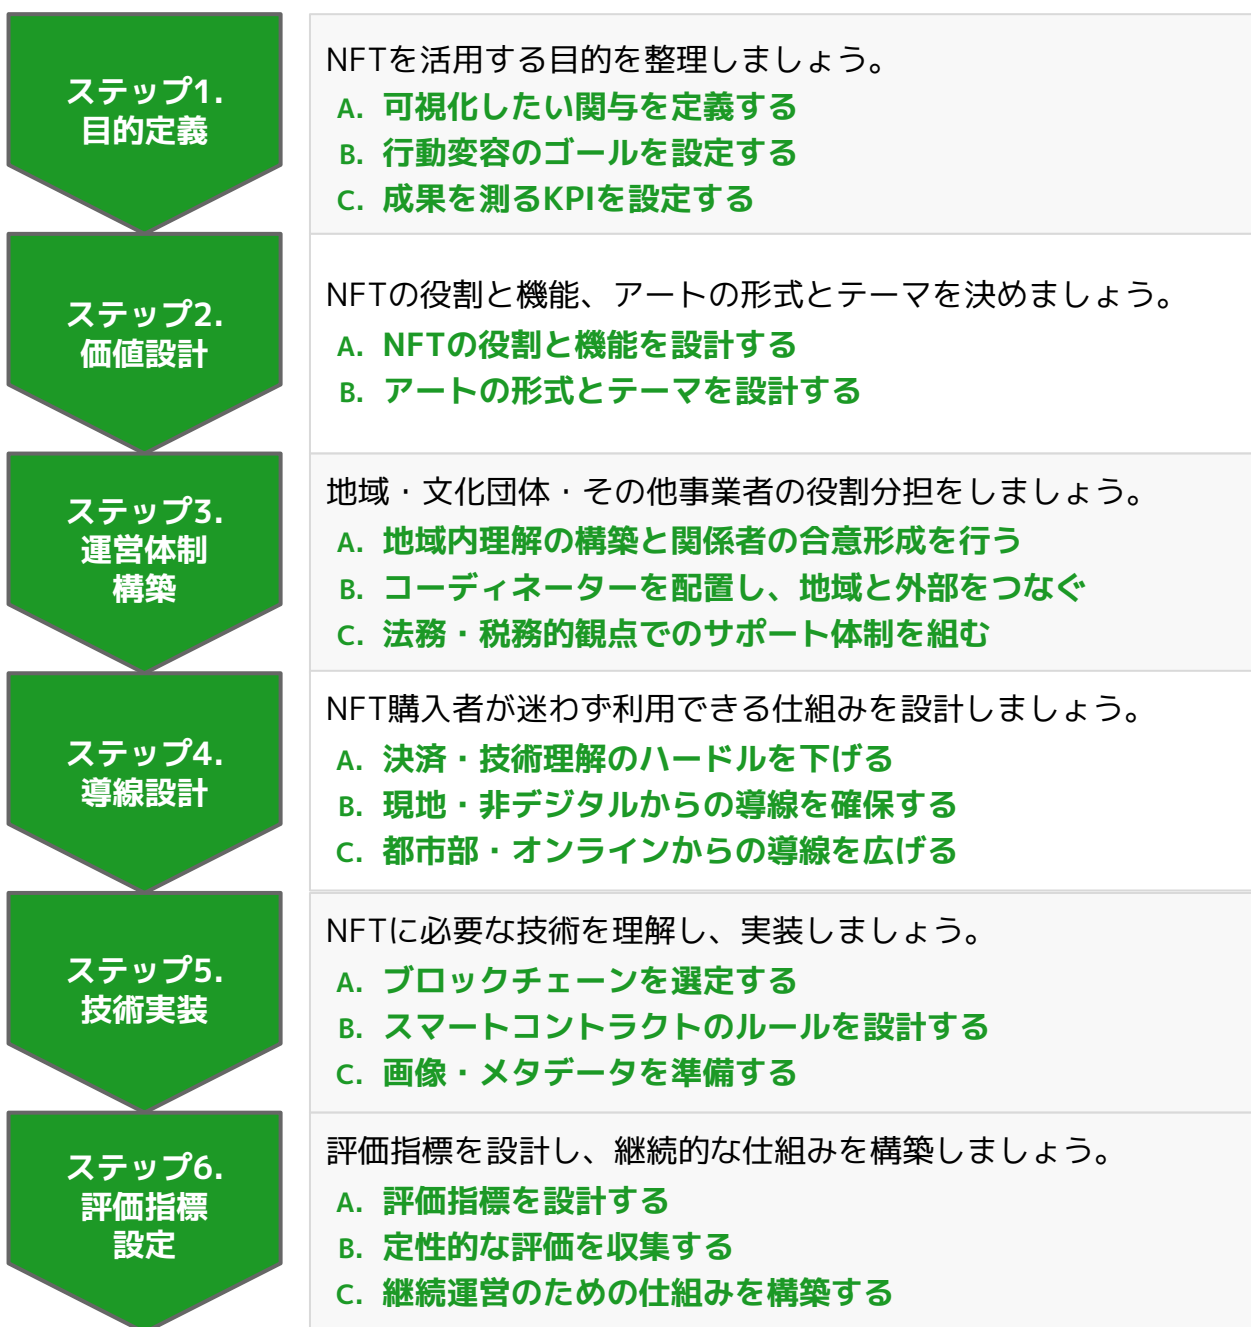 ステップ1.
目的定義
NFTを活用する目的を整理しましょう。
A. 可視化したい関与を定義する
B. 行動変容のゴールを設定する
C. 成果を測るKPIを設定する
ステップ2.
価値設計
NFTの役割と機能、アートの形式とテーマを決めましょう。
A. NFTの役割と機能を設計する
B. アートの形式とテーマを設計する
ステップ3.
運営体制
構築
地域・文化団体・その他事業者の役割分担をしましょう。
A. 地域内理解の構築と関係者の合意形成を行う
B. コーディネーターを配置し、地域と外部をつなぐ
C. 法務・税務的観点でのサポート体制を組む
ステップ4.
導線設計
NFT購入者が迷わず利用できる仕組みを設計しましょう。
A. 決済・技術理解のハードルを下げる
B. 現地・非デジタルからの導線を確保する
C. 都市部・オンラインからの導線を広げる
ステップ5.
技術実装
NFTに必要な技術を理解し、実装しましょう。
A. ブロックチェーンを選定する
B. スマートコントラクトのルールを設計する
C. 画像・メタデータを準備する
ステップ6.
評価指標
設定
評価指標を設計し、継続的な仕組みを構築しましょう。
A. 評価指標を設計する
B. 定性的な評価を収集する
C. 継続運営のための仕組みを構築する